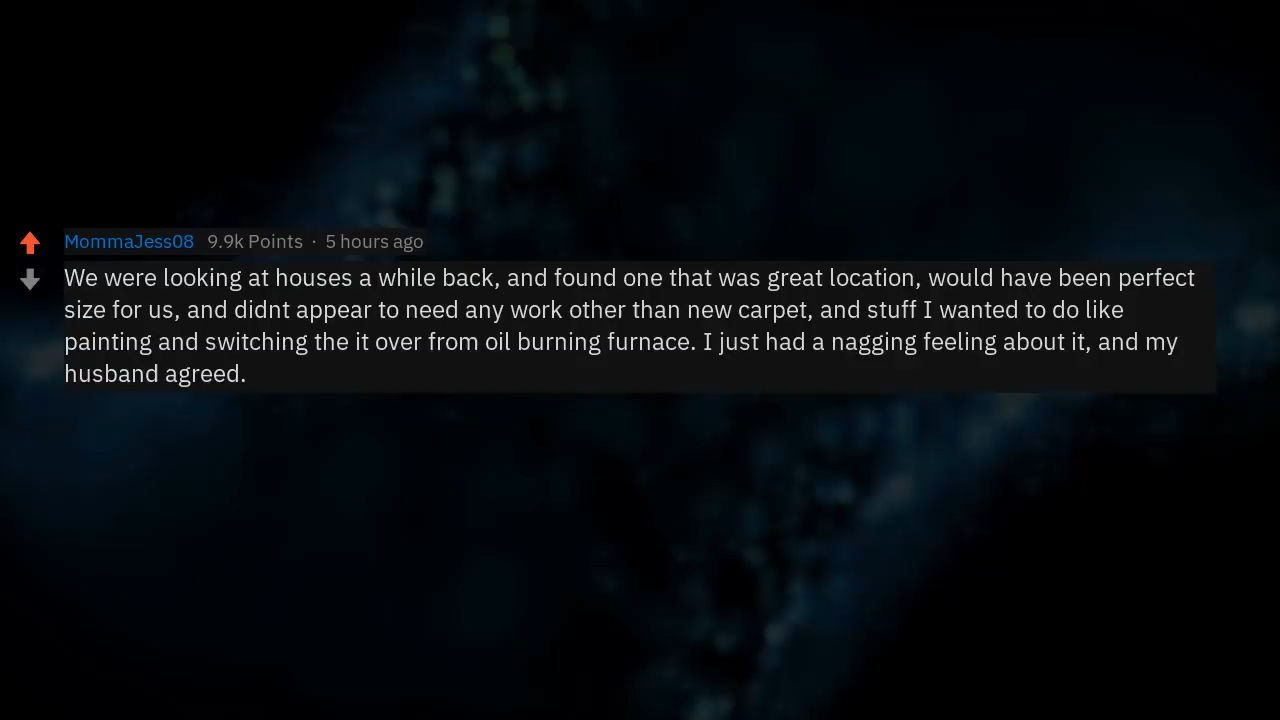 MommaJess08 9.9k Points · 5 hours ago
We were looking at houses a while back, and found one that was great location, would have been perfect
size for us, and didnt appear to need any work other than new carpet, and stuff I wanted to do like
painting and switching the it over from oil burning furnace. I just had a nagging feeling about it, and my
husband agreed.